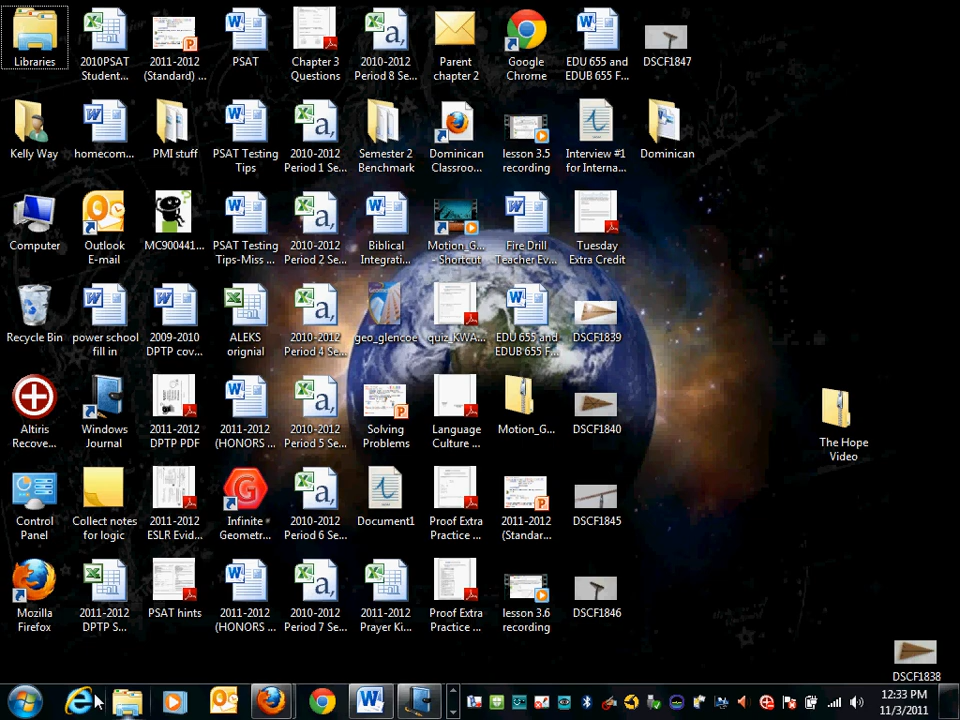 Libraries
2010PSAT Student...
2011-2012 (Standard) ...
PSAT
Chapter 3 Questions
2010-2012 Period 8 Se...
Parent chapter 2
Google Chrome
EDU 655 and EDUB 655 F...
DSCF1847
Kelly Way
homecom...
PMI stuff
PSAT Testing Tips
2010-2012 Period 1 Se...
Semester 2 Benchmark
Dominican Classroo...
lesson 3.5 recording
Interview #1 for Interna...
Dominican
Computer
Outlook E-mail
MC900441...
PSAT Testing Tips-Miss ...
2010-2012 Period 2 Se...
Biblical Integrati...
Motion_G... - Shortcut
Fire Drill Teacher Ev...
Tuesday Extra Credit
Recycle Bin
power school fill in
2009-2010 DPTP cov...
ALEKS orignial
2010-2012 Period 4 Se...
geo_glencoe
quiz_KWA...
EDU 655 and EDUB 655 F...
DSCF1839
Altiris Recove...
Windows Journal
2011-2012 DPTP PDF
2011-2012 (HONORS ...
2010-2012 Period 5 Se...
Solving Problems
Language Culture ...
Motion_G...
DSCF1840
The Hope Video
Control Panel
Collect notes for logic
2011-2012 ESLR Evid...
Infinite Geometr...
2010-2012 Period 6 Se...
Document1
Proof Extra Practice ...
2011-2012 (Standar...
DSCF1845
Mozilla Firefox
2011-2012 DPTP S...
PSAT hints
2011-2012 (HONORS ...
2010-2012 Period 7 Se...
2011-2012 Prayer Ki...
Proof Extra Practice ...
lesson 3.6 recording
DSCF1846
DSCF1838
12:33 PM
11/3/2011